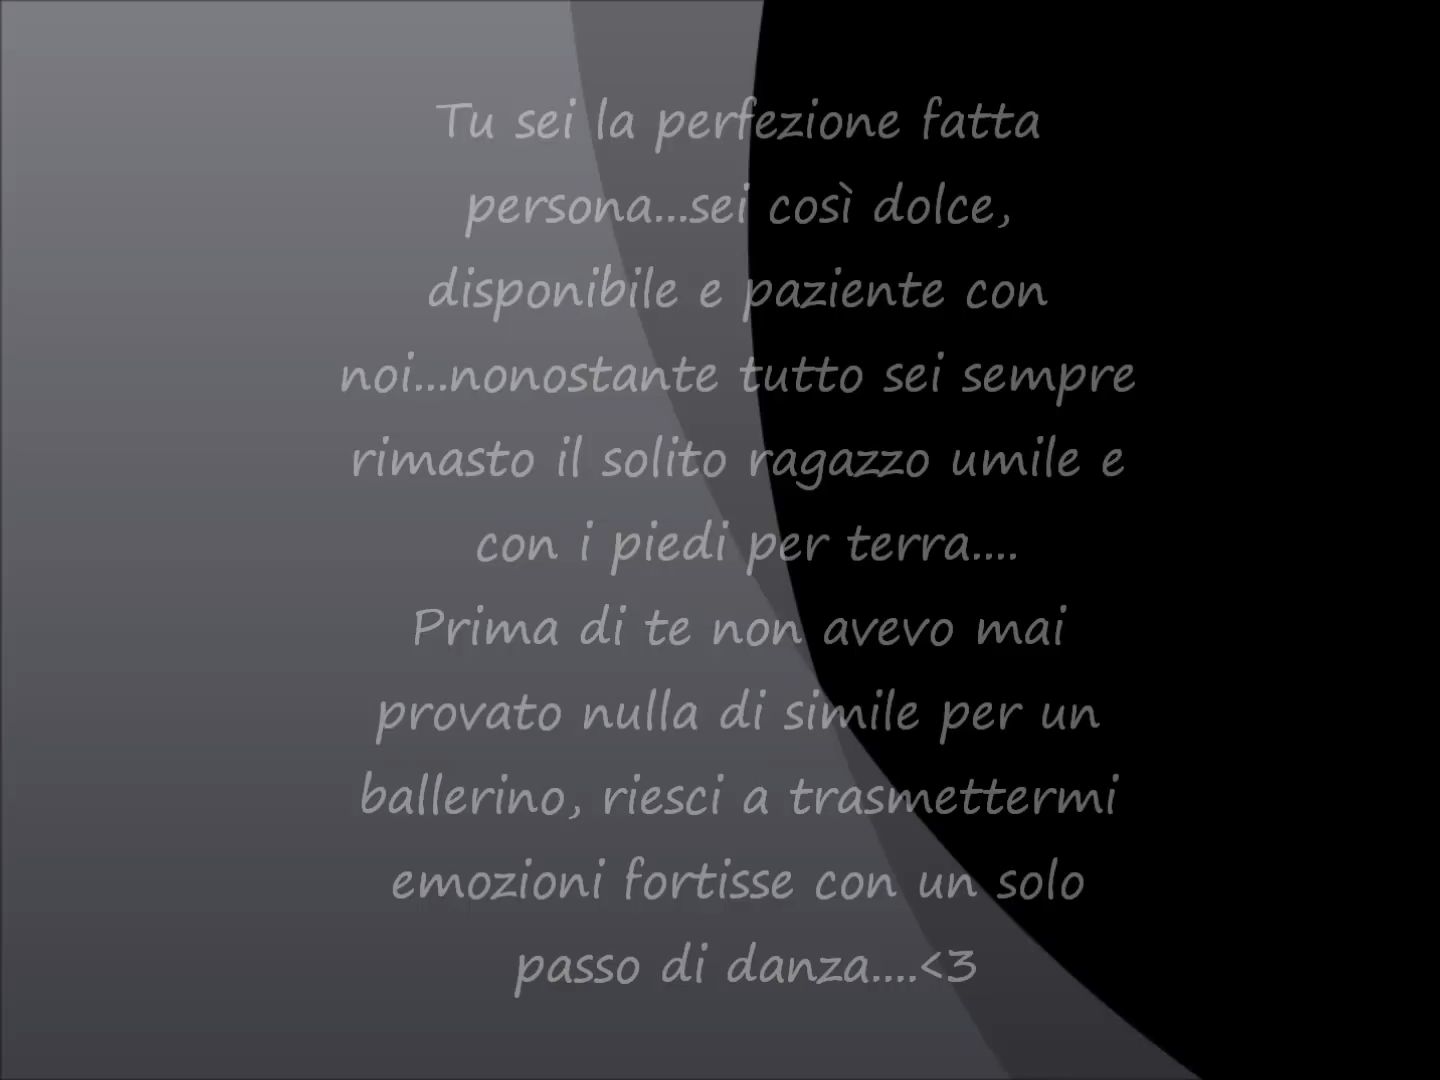 Tu sei la perfezione fatta
persona...sei così dolce,
disponibile e paziente con
noi...nonostante tutto sei sempre
rimasto il solito ragazzo umile e
con i piedi per terra....
Prima di te non avevo mai
provato nulla di simile per un
ballerino, riesci a trasmettermi
emozioni fortisse con un solo
passo di danza....<3